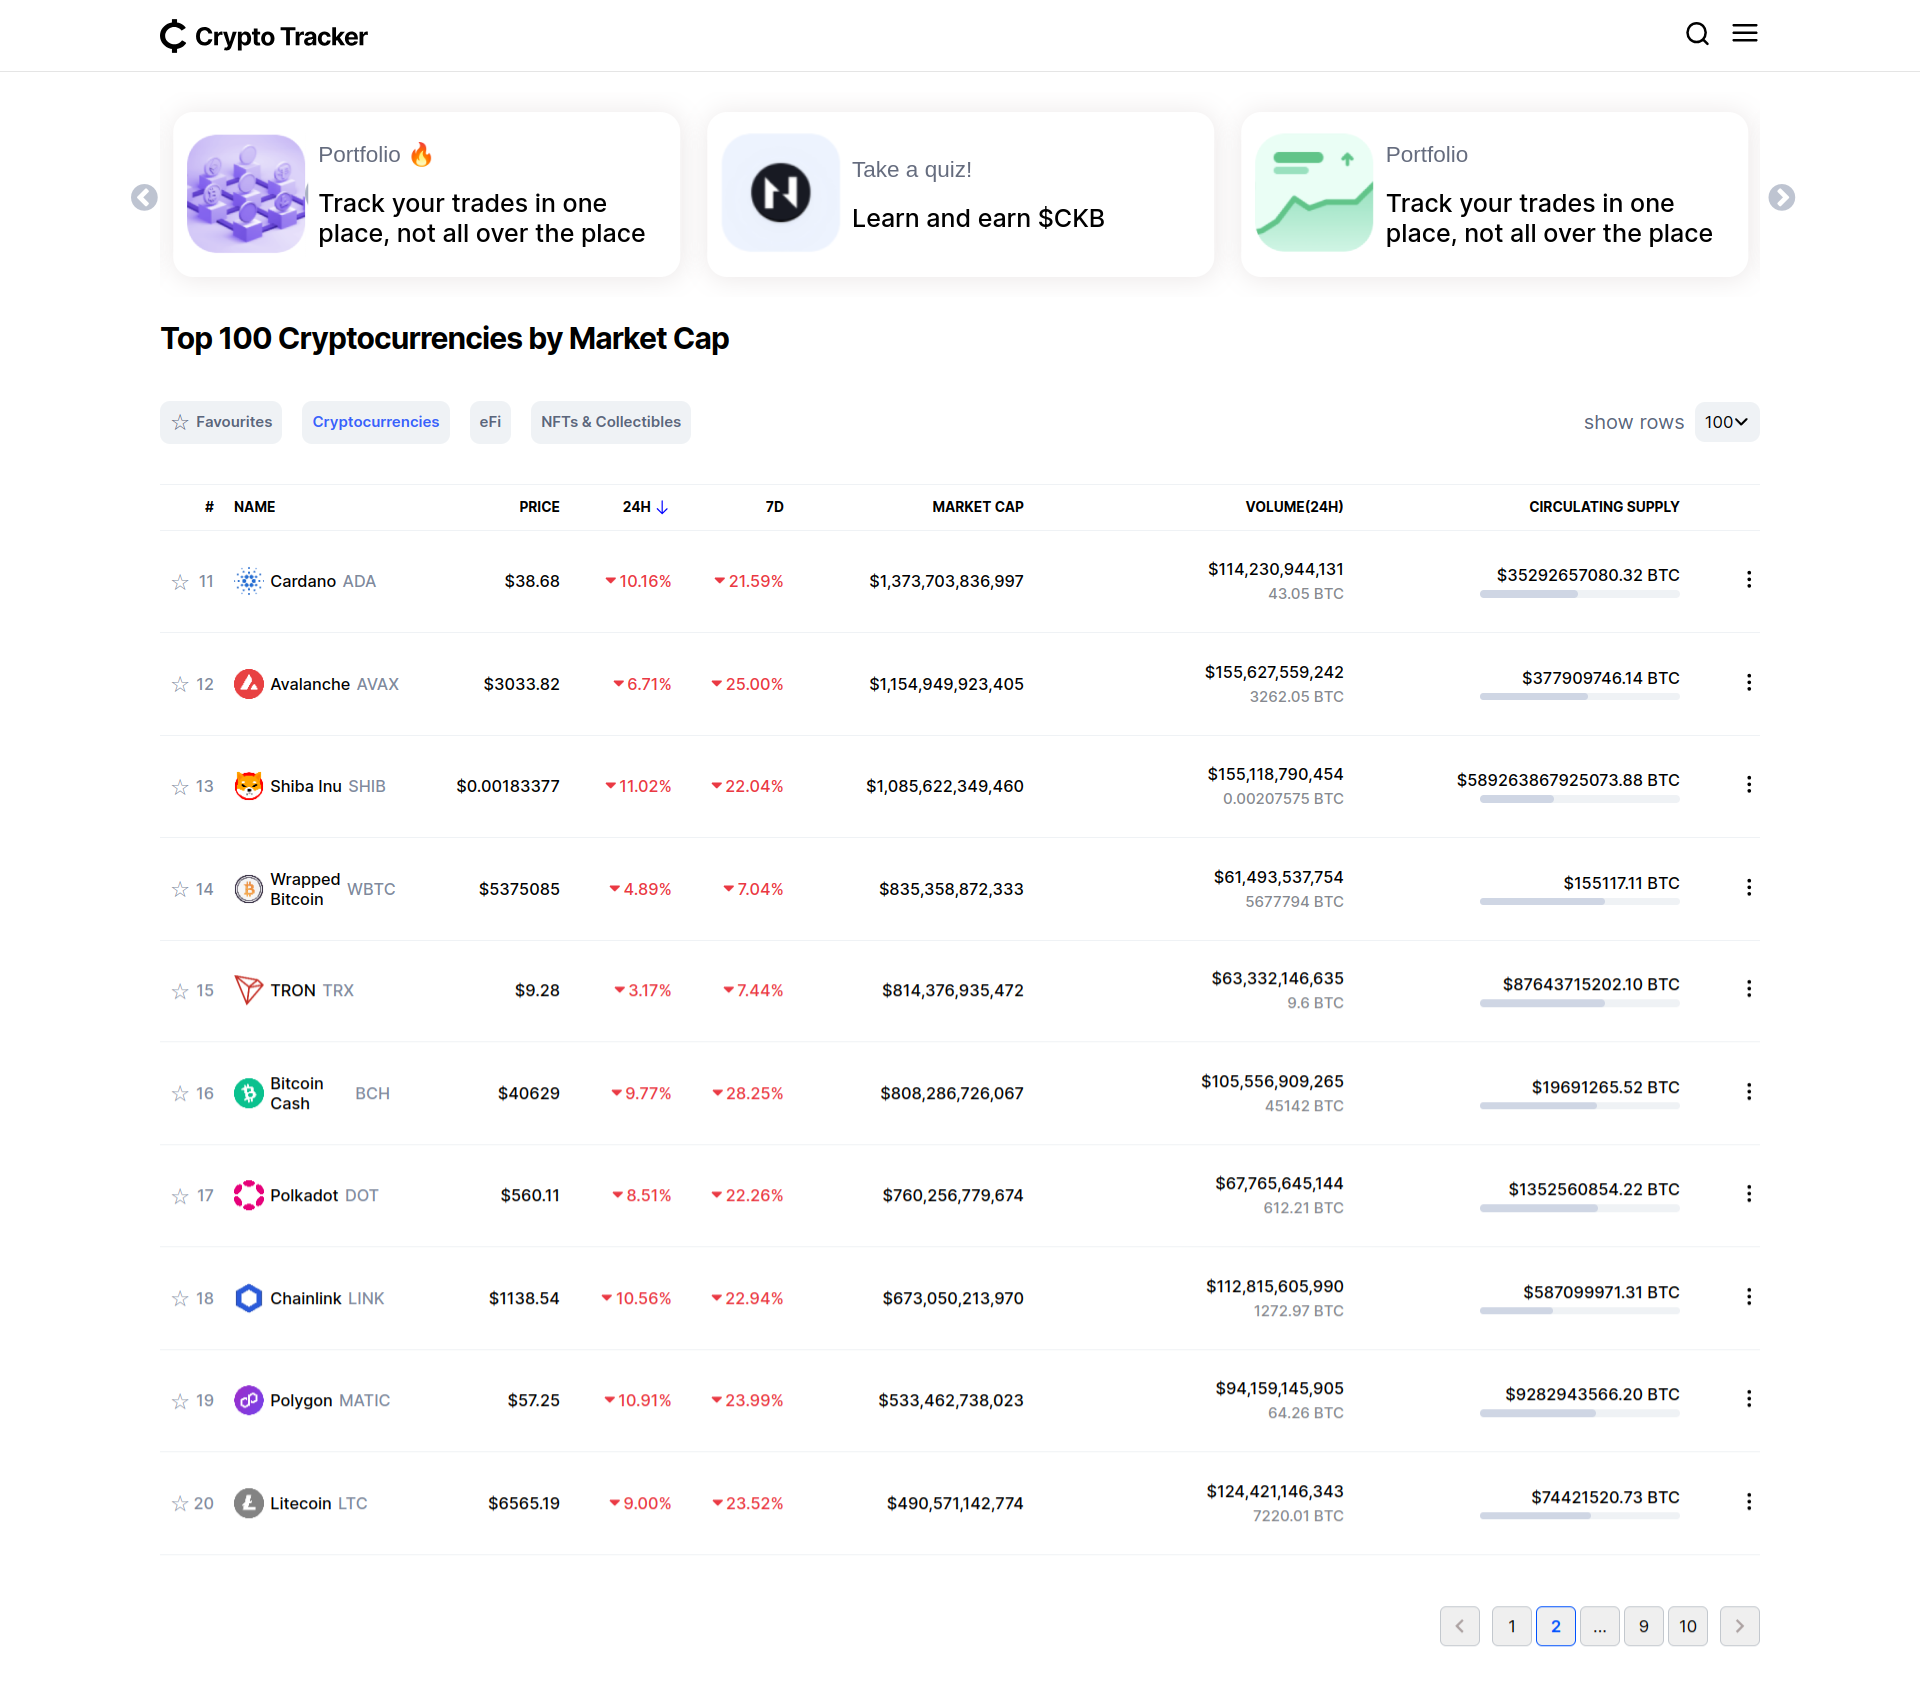 Crypto Tracker
Portfolio 🔥
Track your trades in one
place, not all over the place
Take a quiz!
Learn and earn $CKB
Portfolio
Track your trades in one
place, not all over the place
Top 100 Cryptocurrencies by Market Cap
Favourites Cryptocurrencies eFi NFTs & Collectibles show rows 100
# NAME PRICE 24H ↓ 7D MARKET CAP VOLUME(24H) CIRCULATING SUPPLY
11 Cardano ADA $38.68 10.16% 21.59% $1,373,703,836,997 $114,230,944,131 $35292657080.32 BTC
43.05 BTC
12 Avalanche AVAX $3033.82 6.71% 25.00% $1,154,949,923,405 $155,627,559,242 $377909746.14 BTC
3262.05 BTC
13 Shiba Inu SHIB $0.00183377 11.02% 22.04% $1,085,622,349,460 $155,118,790,454 $589263867925073.88 BTC
0.00207575 BTC
14 Wrapped Bitcoin WBTC $5375085 4.89% 7.04% $835,358,872,333 $61,493,537,754 $155117.11 BTC
5677794 BTC
15 TRON TRX $9.28 3.17% 7.44% $814,376,935,472 $63,332,146,635 $87643715202.10 BTC
9.6 BTC
16 Bitcoin Cash BCH $40629 9.77% 28.25% $808,286,726,067 $105,556,909,265 $19691265.52 BTC
45142 BTC
17 Polkadot DOT $560.11 8.51% 22.26% $760,256,779,674 $67,765,645,144 $1352560854.22 BTC
612.21 BTC
18 Chainlink LINK $1138.54 10.56% 22.94% $673,050,213,970 $112,815,605,990 $587099971.31 BTC
1272.97 BTC
19 Polygon MATIC $57.25 10.91% 23.99% $533,462,738,023 $94,159,145,905 $9282943566.20 BTC
64.26 BTC
20 Litecoin LTC $6565.19 9.00% 23.52% $490,571,142,774 $124,421,146,343 $74421520.73 BTC
7220.01 BTC
1 2 ... 9 10